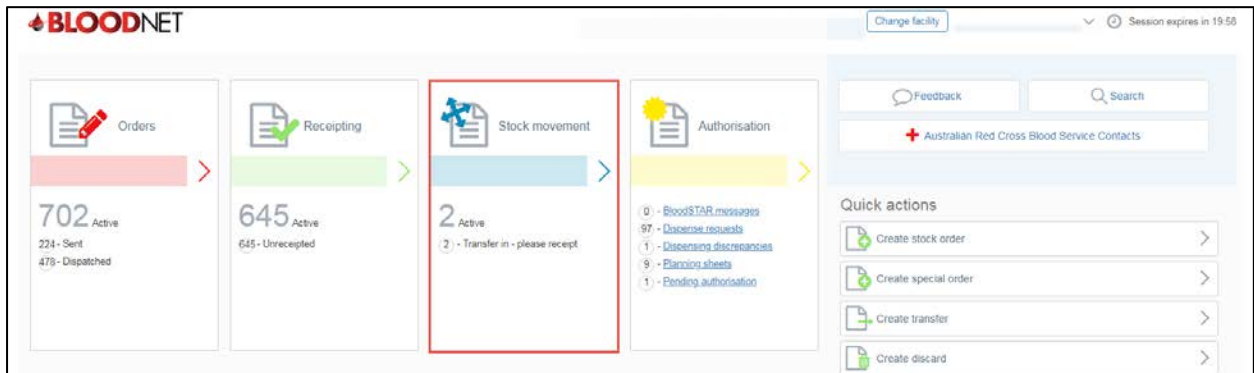 BLOODNET
Change facility
Session expires in 19:58
Orders
702 Active
224 - Sent
478 - Dispatched
Receipting
645 Active
645 - Unreceipted
Stock movement
2 Active
2 - Transfer in - please receipt
Authorisation
0 - BloodSTAR messages
97 - Dispense requests
1 - Dispensing discrepancies
9 - Planning sheets
1 - Pending authorisation
Feedback
Search
Australian Red Cross Blood Service Contacts
Quick actions
Create stock order
Create special order
Create transfer
Create discard